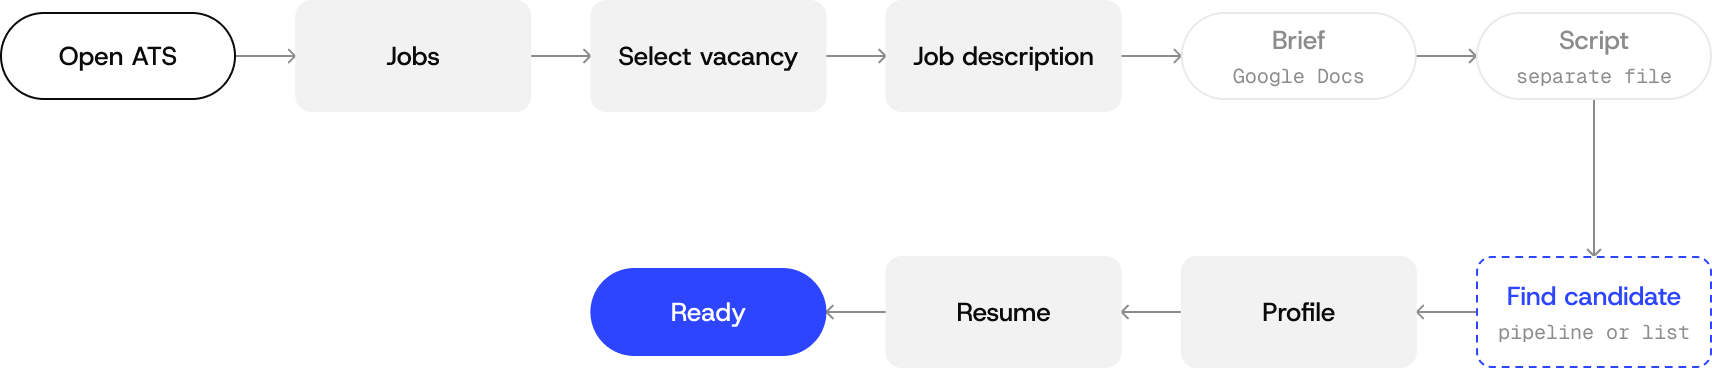 Open ATS
Jobs
Select vacancy
Job description
Brief
Google Docs
Script
separate file
Find candidate
pipeline or list
Profile
Resume
Ready